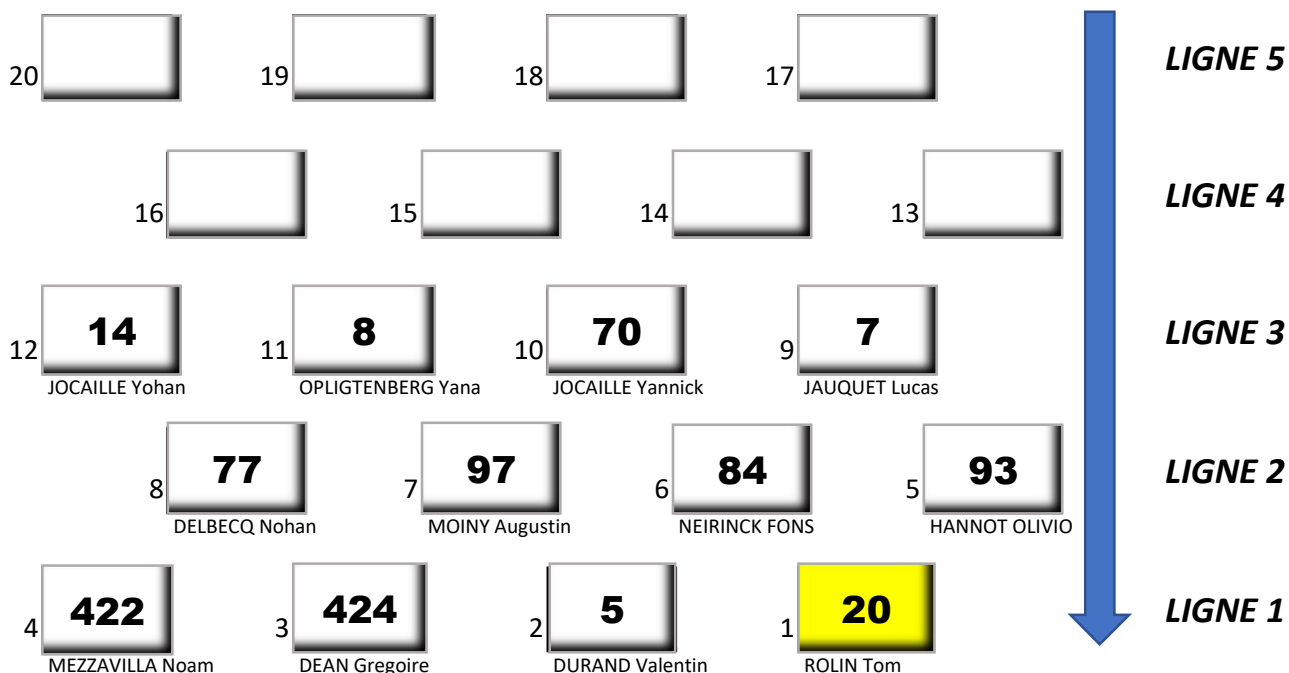 20 19 18 17 LIGNE 5
16 15 14 13 LIGNE 4
12 14 11 8 10 70 9 7 LIGNE 3
JOCAILLE Yohan OPLIGTENBERG Yana JOCAILLE Yannick JAUQUET Lucas
8 77 7 97 6 84 5 93 LIGNE 2
DELBECQ Nohan MOINY Augustin NEIRINCK FONS HANNOT OLIVIO
4 422 3 424 2 5 1 20 LIGNE 1
MEZZAVILLA Noam DEAN Gregoire DURAND Valentin ROLIN Tom